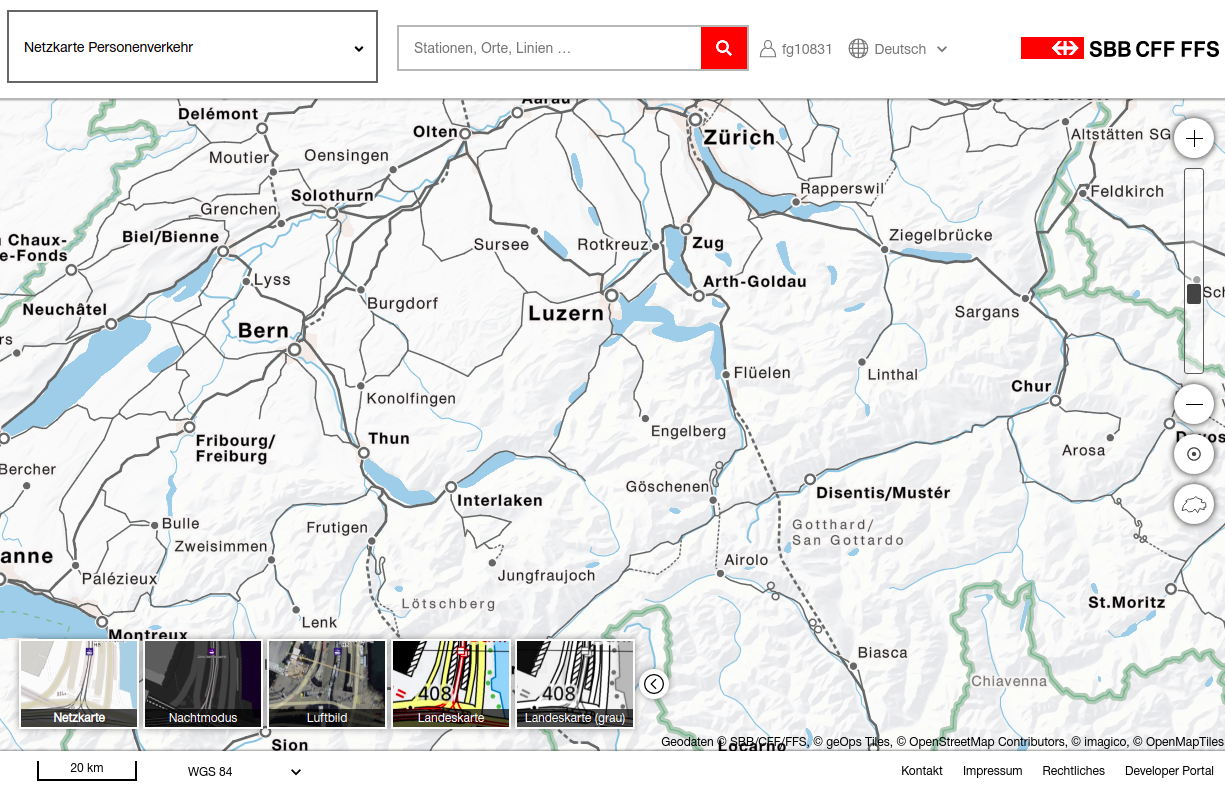 Netzkarte Personenverkehr
Stationen, Orte, Linien …
fg10831
Deutsch
SBB CFF FFS
Aarau
Delémont
Olten
Zürich
Altstätten SG
Moutier
Oensingen
Solothurn
Rapperswil
Feldkirch
Grenchen
Biel/Bienne
Sursee
Rotkreuz
Zug
Ziegelbrücke
Chaux-
e-Fonds
Lyss
Burgdorf
Arth-Goldau
Sch
Neuchâtel
Bern
Luzern
Sargans
rs
Flüelen
Linthal
Chur
Konolfingen
Engelberg
Fribourg/
Freiburg
Thun
Arosa
Davos
Bercher
Interlaken
Göschenen
Disentis/Mustér
Bulle
Frutigen
Gotthard/
San Gottardo
anne
Zweisimmen
Airolo
Palézieux
Jungfraujoch
Lötschberg
St.Moritz
Lenk
Montreux
Biasca
Chiavenna
408
408
Netzkarte
Nachtmodus
Luftbild
Landeskarte
Landeskarte (grau)
Sion
Locarno
Geodaten © SBB/CFF/FFS, © geOps Tiles, © OpenStreetMap Contributors, © imagico, © OpenMapTiles
20 km
WGS 84
Kontakt
Impressum
Rechtliches
Developer Portal